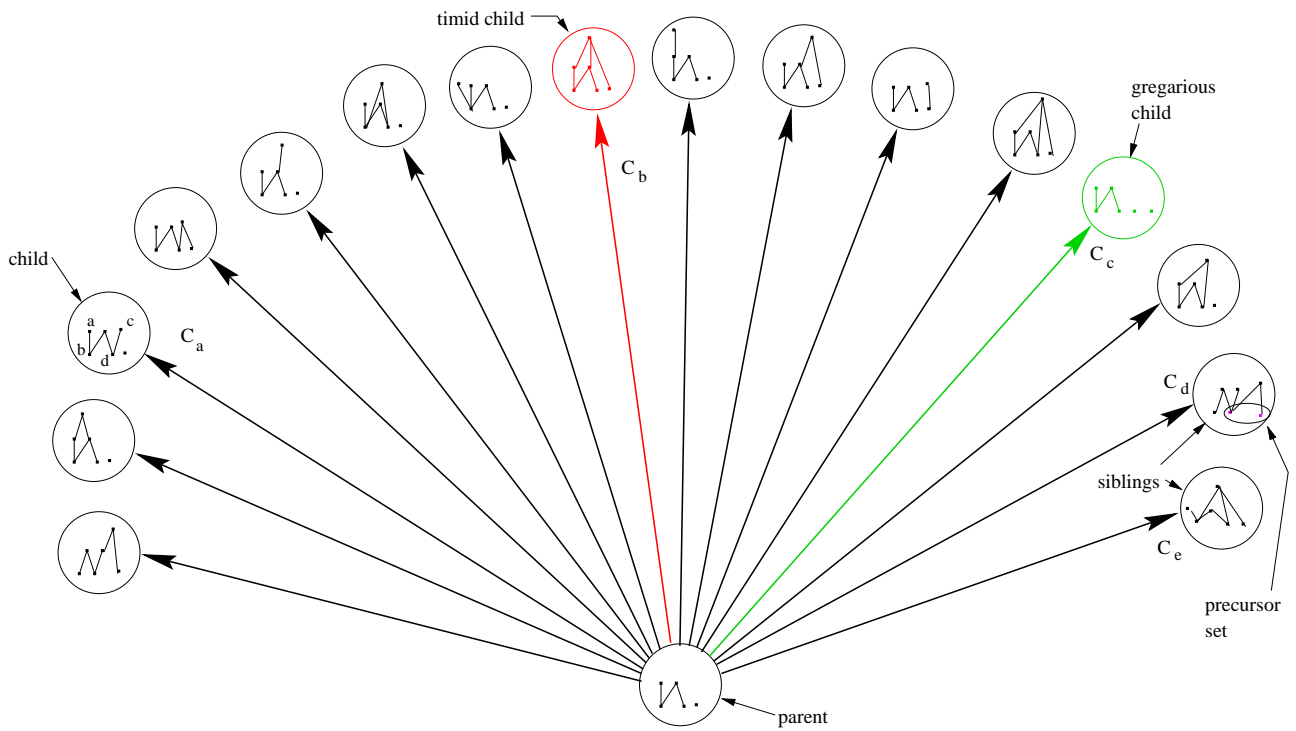 timid child
gregarious
child
C b
C c
child
a
c
b
d
C a
C d
siblings
C e
precursor
set
parent